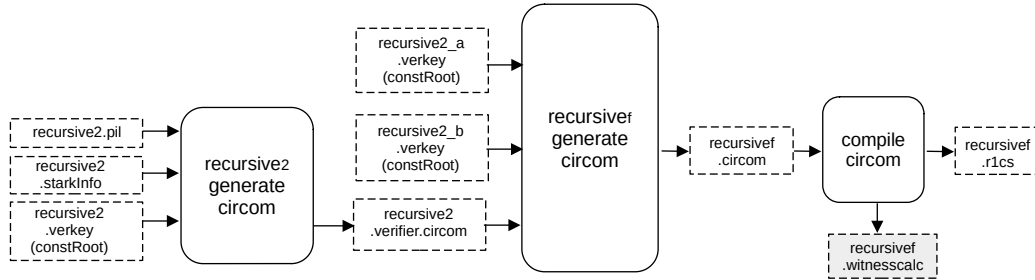 recursive2.pil
recursive2
.starkInfo
recursive2
.verkey
(constRoot)
recursive2
generate
circom
recursive2_a
.verkey
(constRoot)
recursive2_b
.verkey
(constRoot)
recursive2
.verifier.circom
recursivef
generate
circom
recursivef
.circom
compile
circom
recursivef
.r1cs
recursivef
.witnesscalc